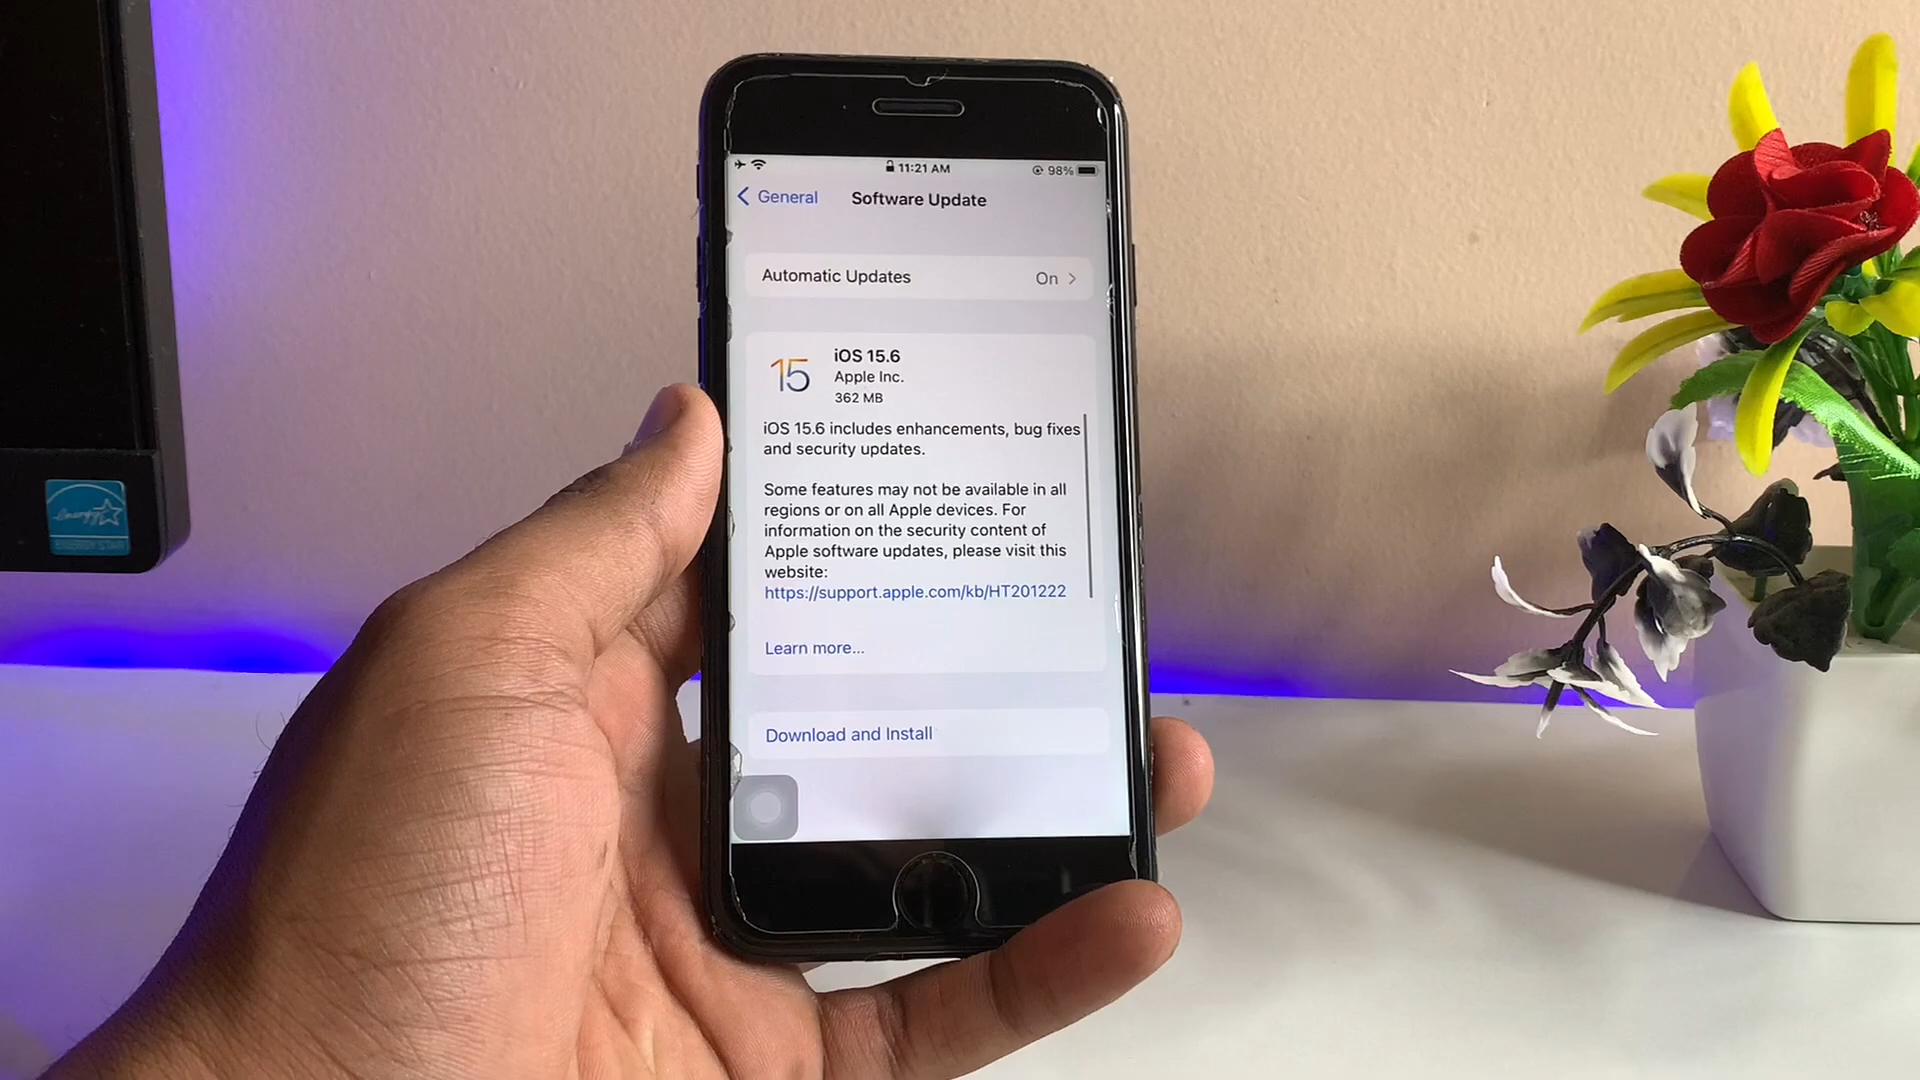 11:21 AM
98%
General
Software Update
Automatic Updates
On
15
iOS 15.6
Apple Inc.
362 MB
iOS 15.6 includes enhancements, bug fixes
and security updates.
Some features may not be available in all
regions or on all Apple devices. For
information on the security content of
Apple software updates, please visit this
website:
https://support.apple.com/kb/HT201222
Learn more...
Download and Install
energy